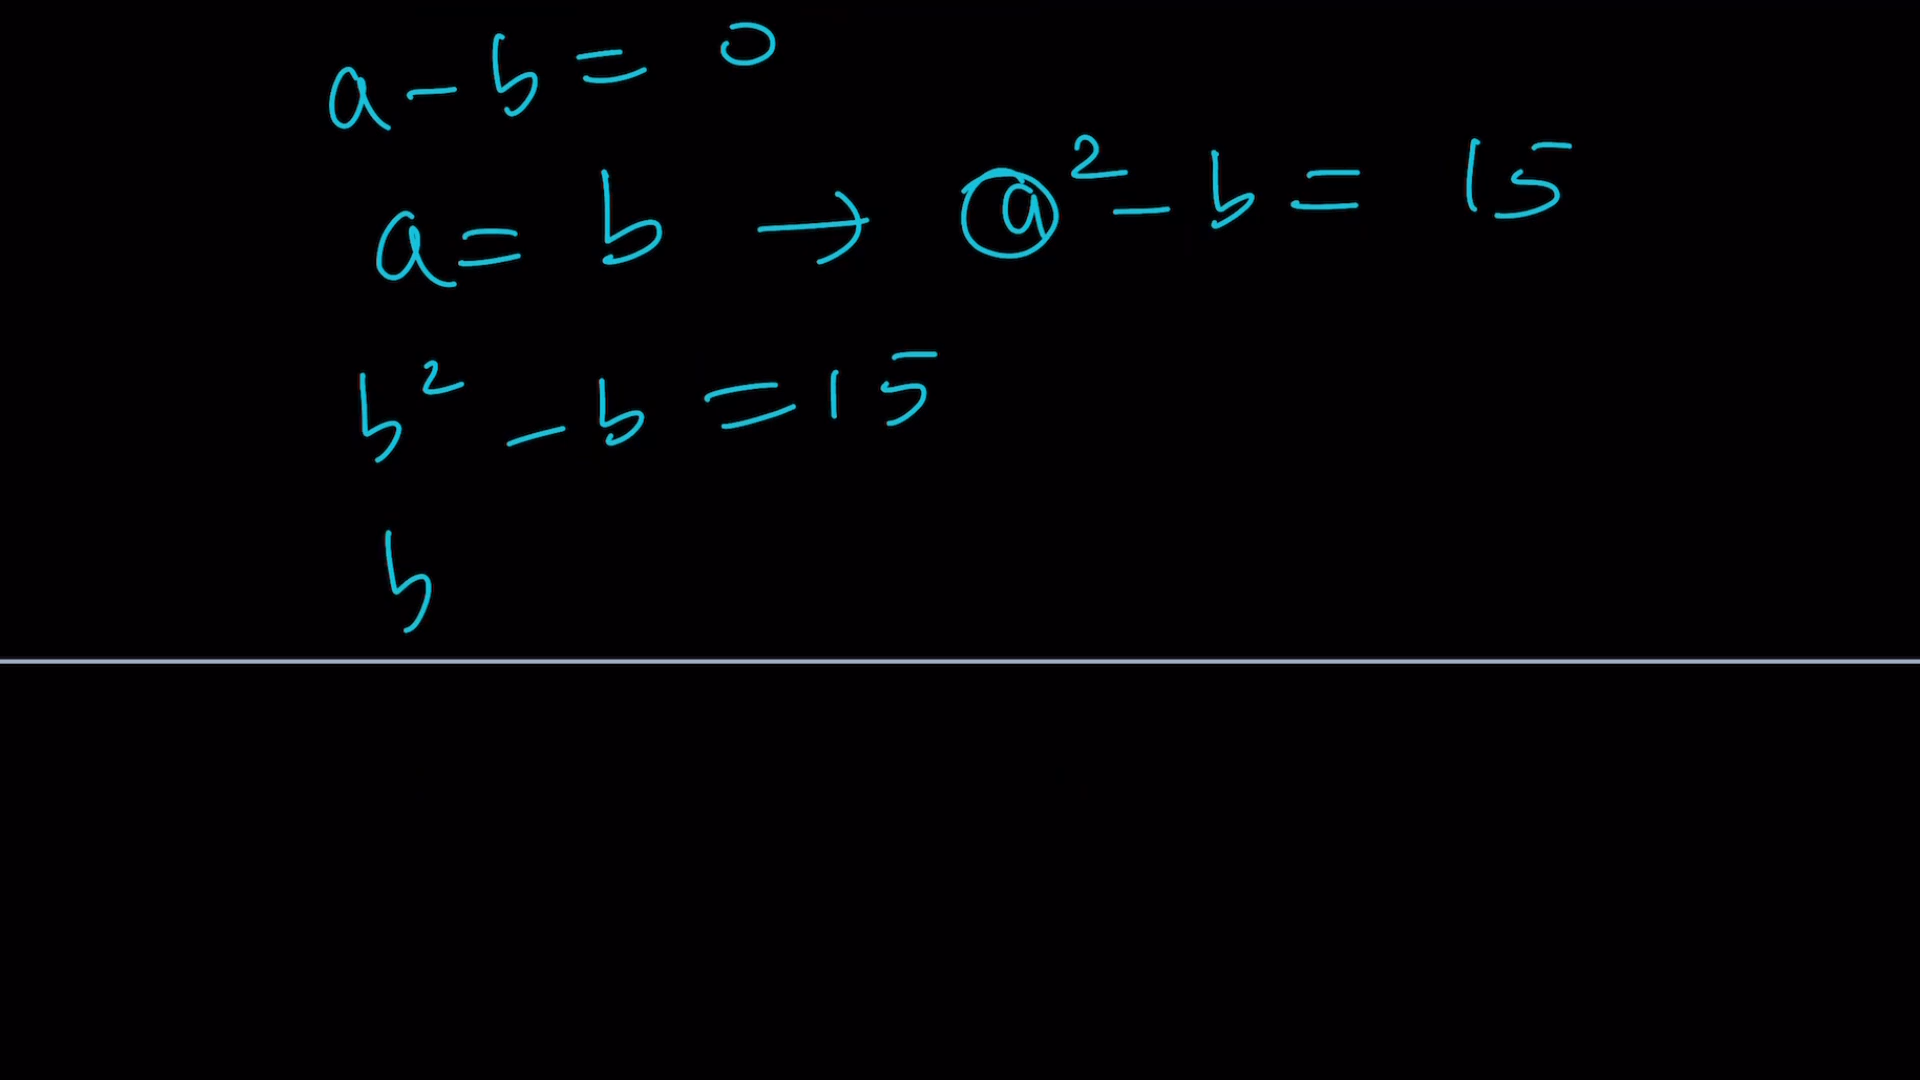 a - b = 0
a = b → a² - b = 15
b² - b = 15
b